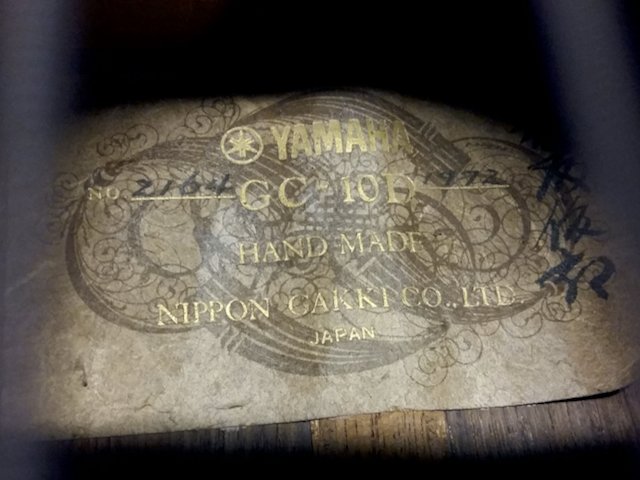 YAMAHA
NO. 2164 GC-10D 1972
HAND MADE
NIPPON GAKKI CO., LTD.
JAPAN